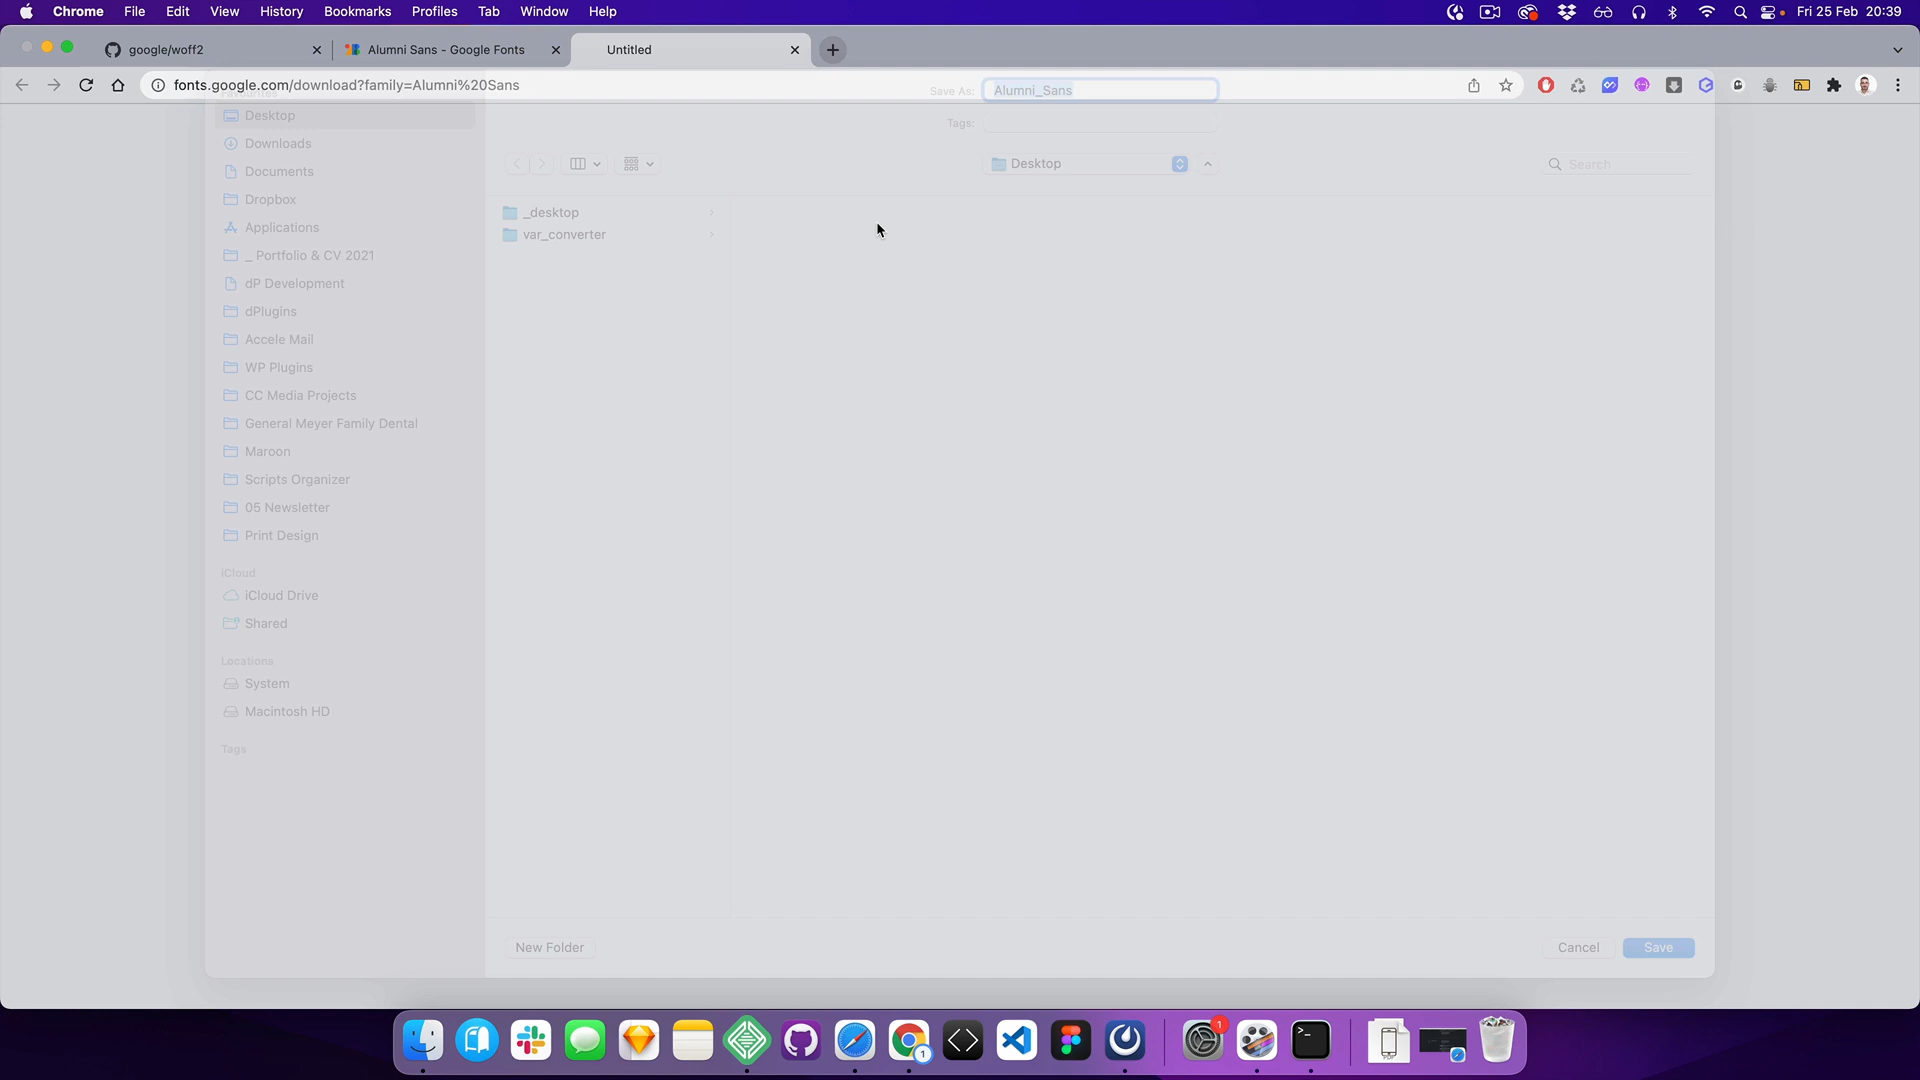 Chrome File Edit View History Bookmarks Profiles Tab Window Help
Fri 25 Feb 20:39
google/woff2
Alumni Sans - Google Fonts
Untitled
fonts.google.com/download?family=Alumni%20Sans
Favourites
Save As: Alumni_Sans
Desktop
Tags:
Downloads
Documents
Desktop
Search
Dropbox
_desktop
Applications
var_converter
_ Portfolio & CV 2021
dP Development
dPlugins
Accele Mail
WP Plugins
CC Media Projects
General Meyer Family Dental
Maroon
Scripts Organizer
05 Newsletter
Print Design
iCloud
iCloud Drive
Shared
Locations
System
Macintosh HD
Tags
New Folder
Cancel
Save
1
1